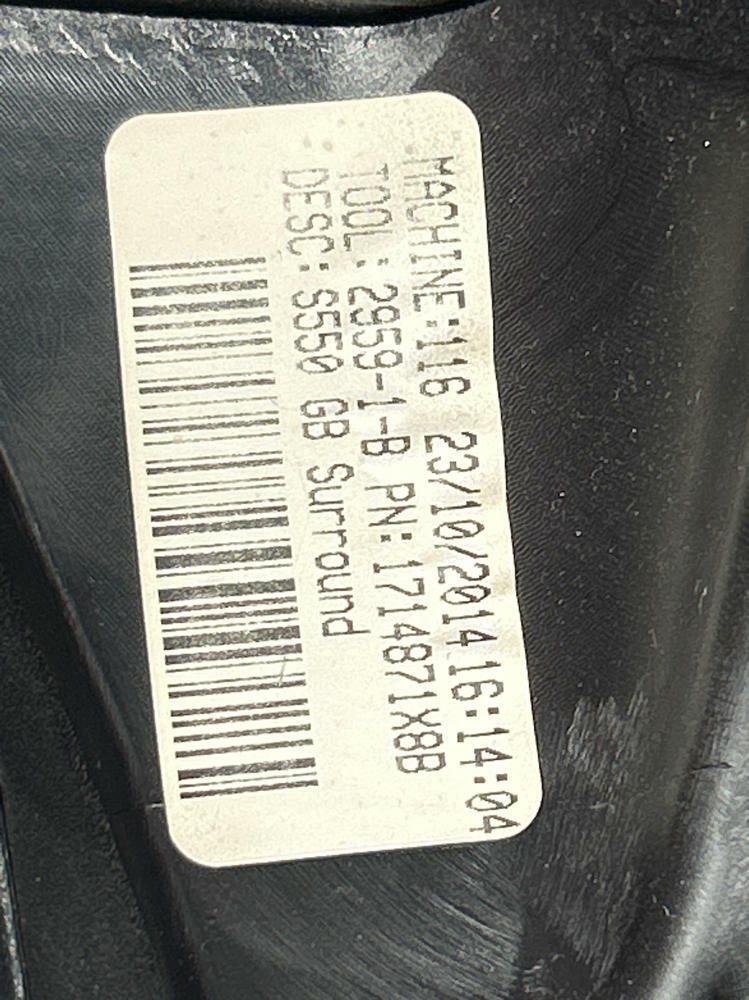 MACHINE:116 23/10/2014 16:14:04
TOOL: 2959-1-B PN:1714871X8B
DESC: S550 GB Surround